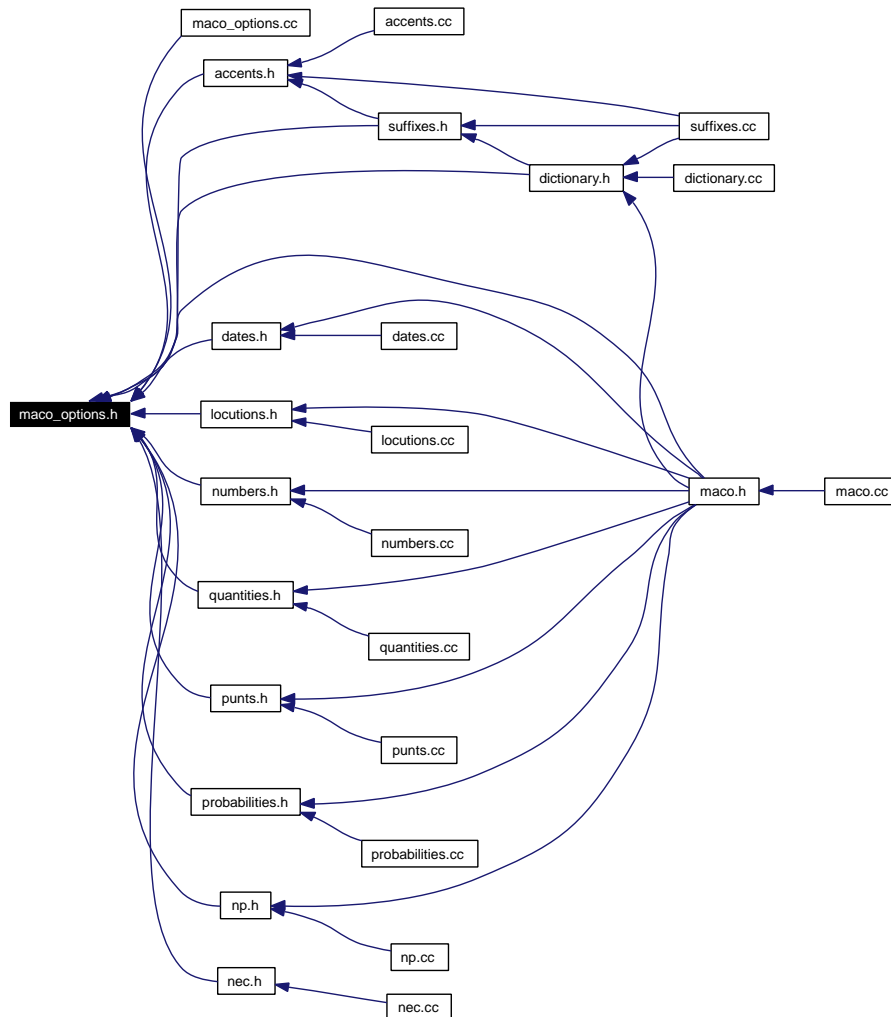 maco_options.cc
accents.cc
accents.h
suffixes.h
suffixes.cc
dictionary.h
dictionary.cc
dates.h
dates.cc
maco_options.h
locutions.h
locutions.cc
numbers.h
maco.h
maco.cc
numbers.cc
quantities.h
quantities.cc
punts.h
punts.cc
probabilities.h
probabilities.cc
np.h
np.cc
nec.h
nec.cc